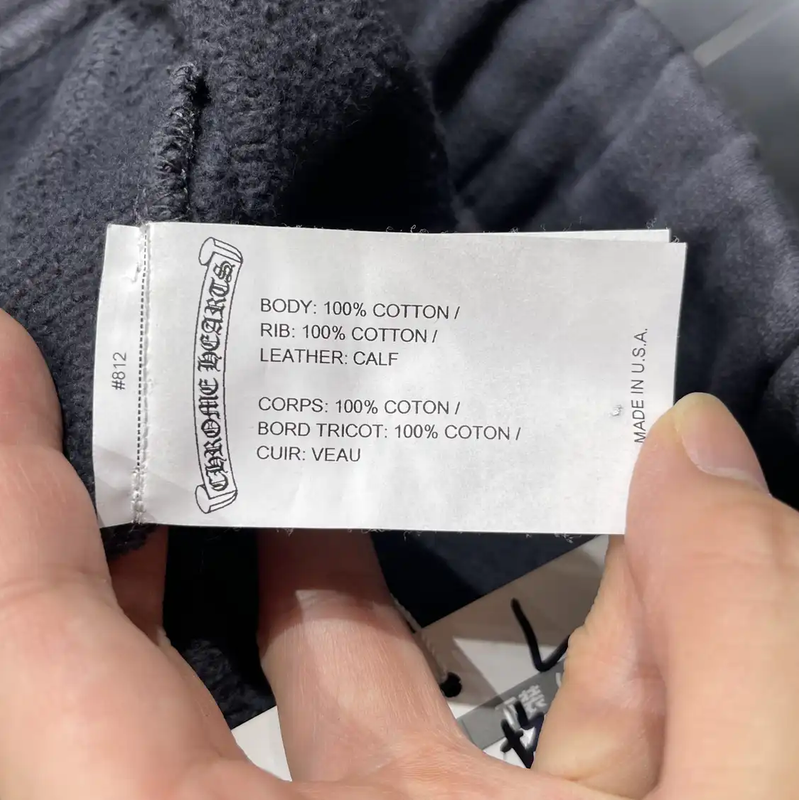 #812
CHROME HEARTS
BODY: 100% COTTON /
RIB: 100% COTTON /
LEATHER: CALF
CORPS: 100% COTON /
BORD TRICOT: 100% COTON /
CUIR: VEAU
MADE IN U.S.A.